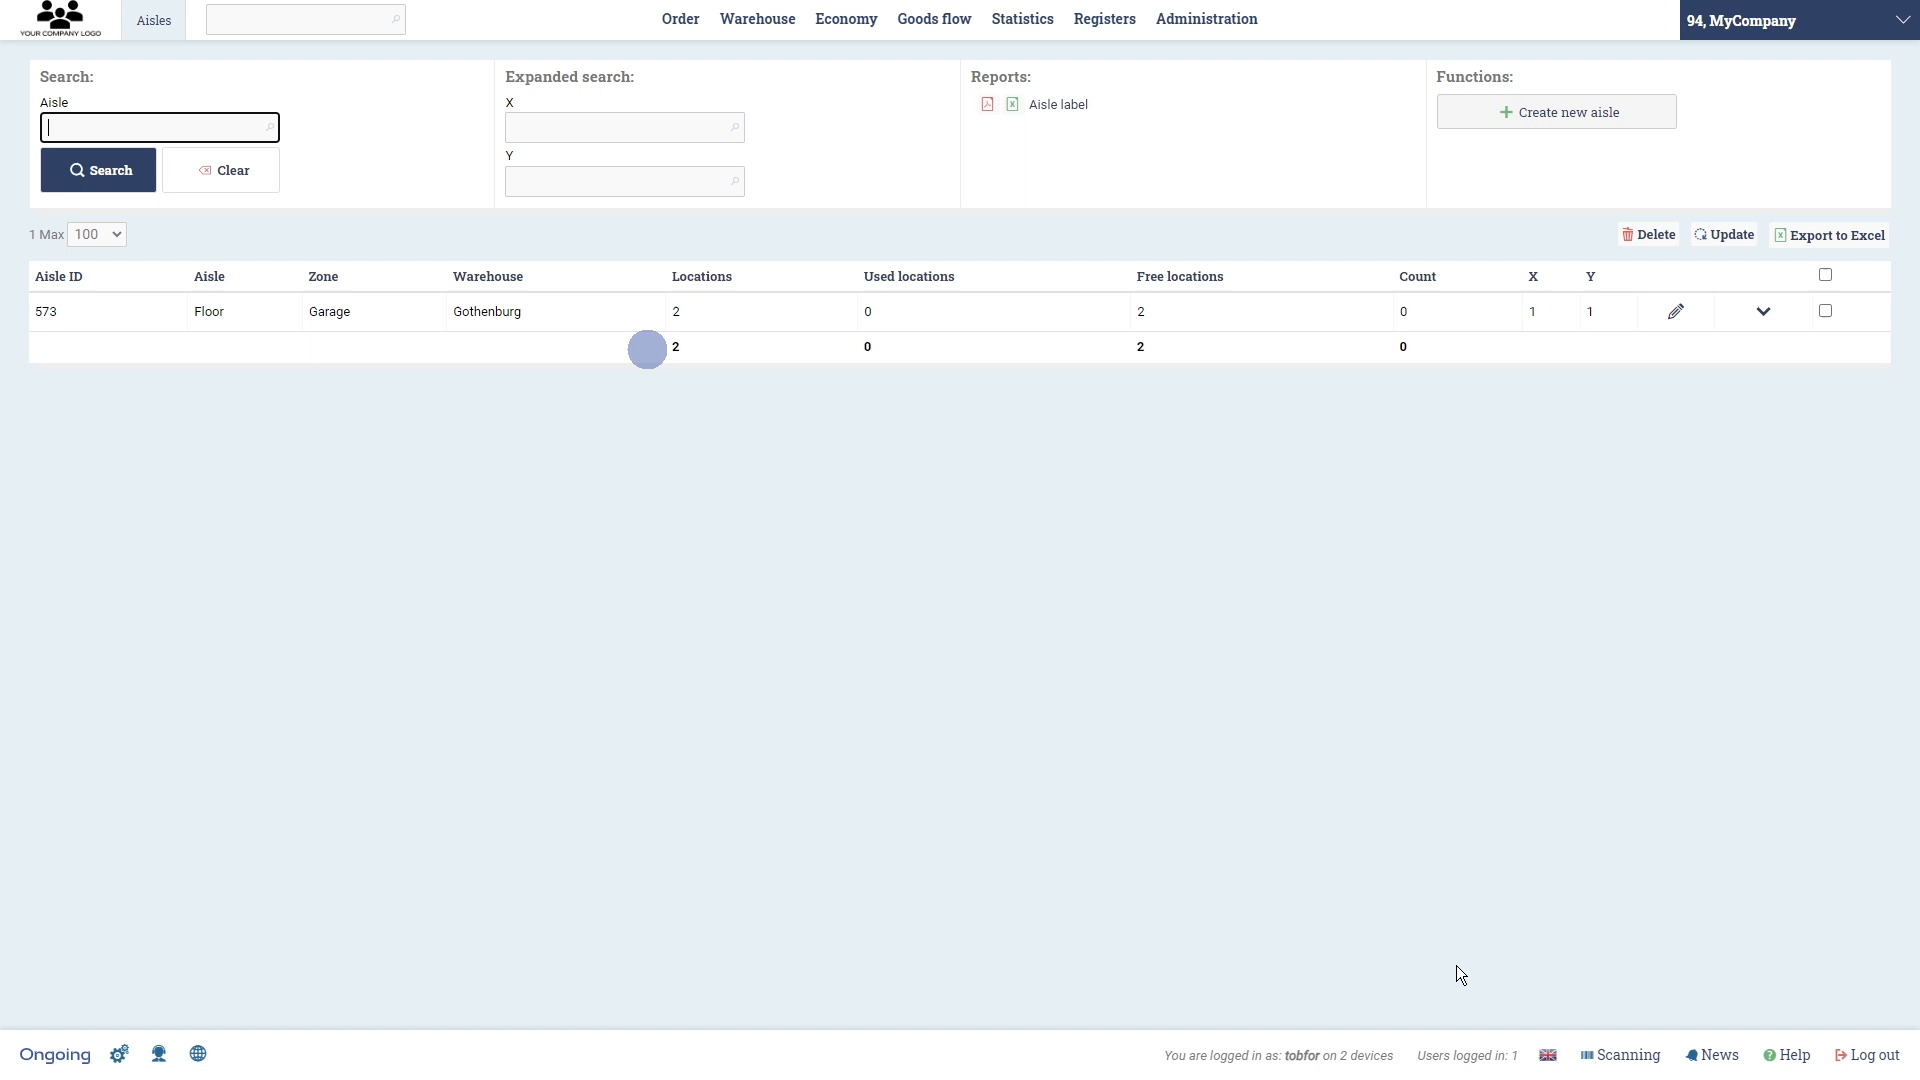 YOUR COMPANY LOGO
Aisles
Order Warehouse Economy Goods flow Statistics Registers Administration
94, MyCompany
Search:
Aisle
Search Clear
Expanded search:
X
Y
Reports:
Aisle label
Functions:
Create new aisle
1 Max 100
Delete Update Export to Excel
Aisle ID Aisle Zone Warehouse Locations Used locations Free locations Count X Y
573 Floor Garage Gothenburg 2 0 2 0 1 1
2 0 2 0
Ongoing
You are logged in as: tobfor on 2 devices Users logged in: 1 Scanning News Help Log out